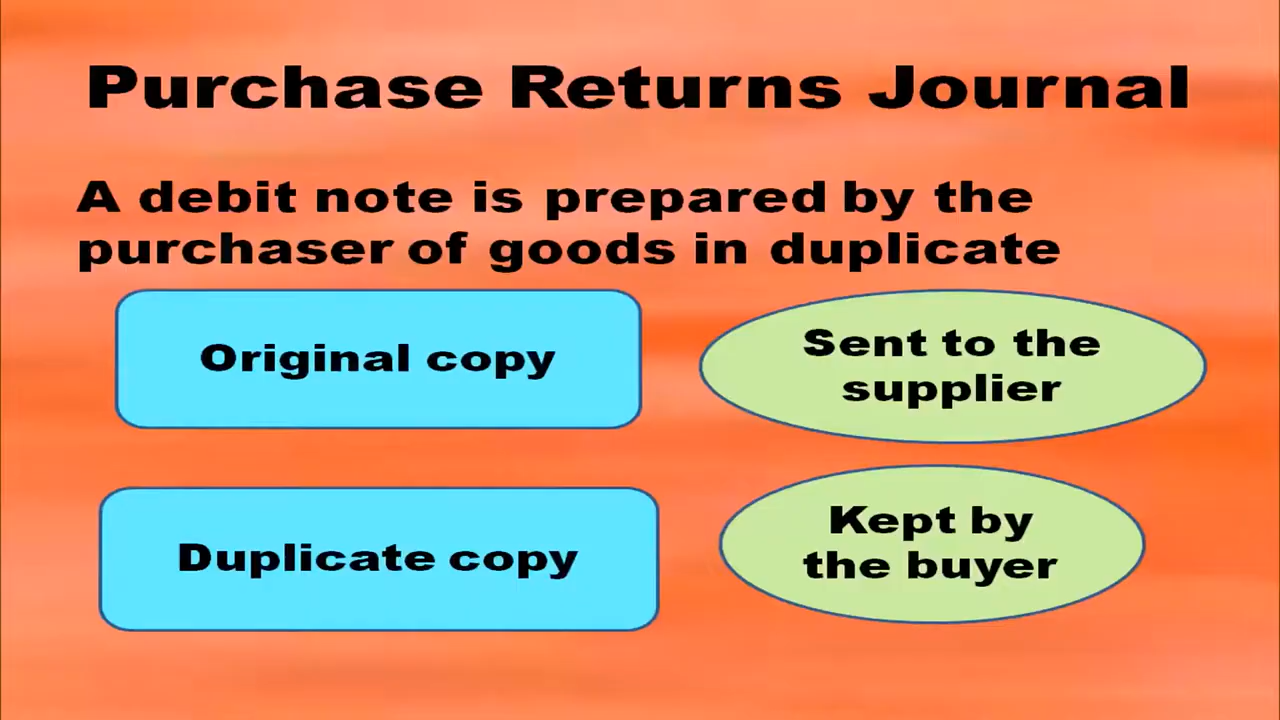 Purchase Returns Journal
A debit note is prepared by the
purchaser of goods in duplicate
Original copy
Sent to the
supplier
Duplicate copy
Kept by
the buyer